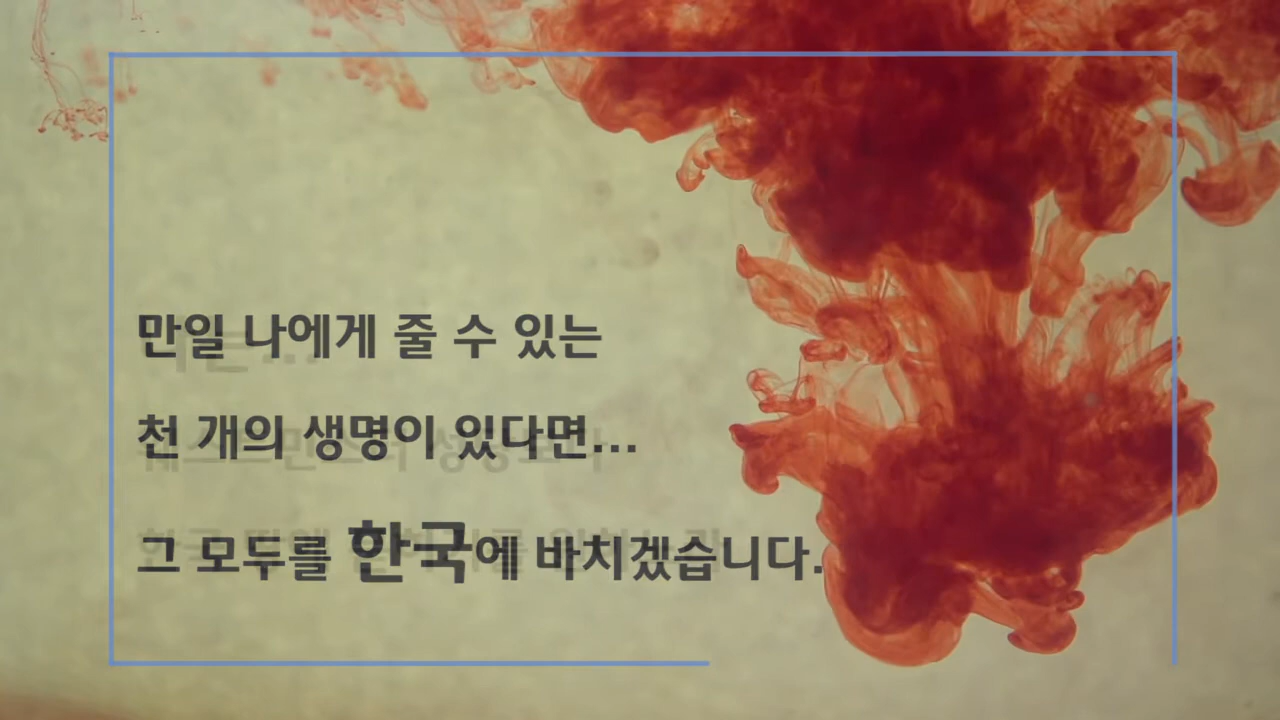 만일 나에게 줄 수 있는
천 개의 생명이 있다면...
그 모두를 한국에 바치겠습니다.